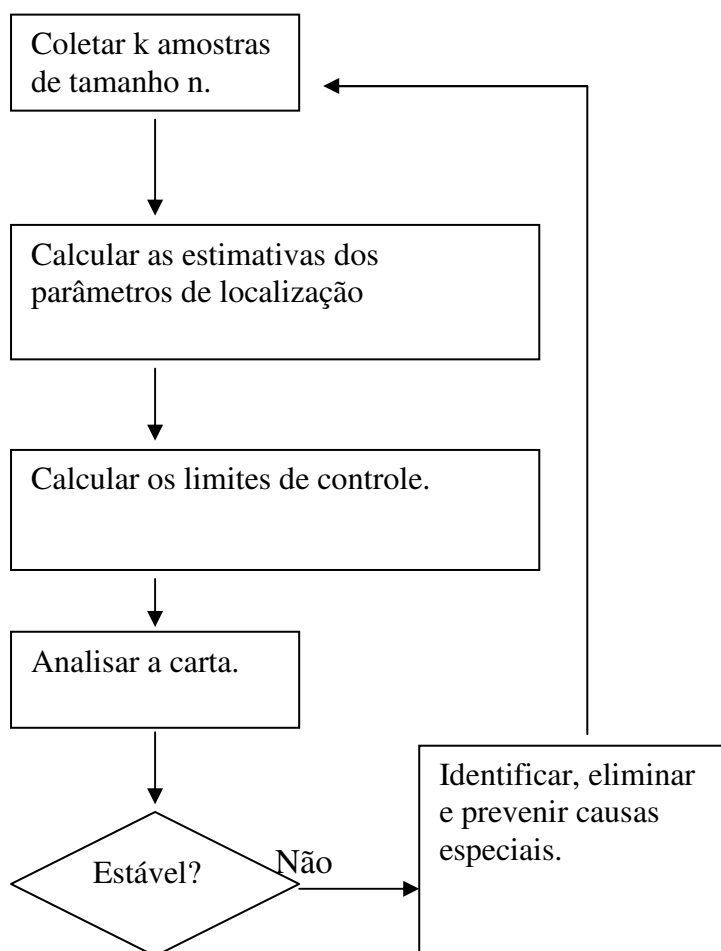 Coletar k amostras
de tamanho n.
Calcular as estimativas dos
parâmetros de localização
Calcular os limites de controle.
Analisar a carta.
Estável?
Não
Identificar, eliminar
e prevenir causas
especiais.